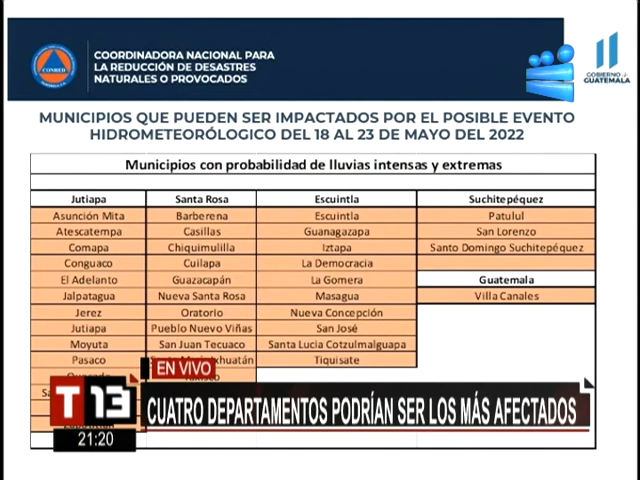 COORDINADORA NACIONAL PARA
LA REDUCCIÓN DE DESASTRES
NATURALES O PROVOCADOS
CONRED
GOBIERNO de
GUATEMALA
MUNICIPIOS QUE PUEDEN SER IMPACTADOS POR EL POSIBLE EVENTO
HIDROMETEORÓLOGICO DEL 18 AL 23 DE MAYO DEL 2022
Municipios con probabilidad de lluvias intensas y extremas
Jutiapa Santa Rosa Escuintla Suchitepéquez
Asunción Mita Barberena Escuintla Patulul
Atescatempa Casillas Guanagazapa San Lorenzo
Comapa Chiquimulilla Iztapa Santo Domingo Suchitepéquez
Conguaco Cuilapa La Democracia
El Adelanto Guazacapán La Gomera Guatemala
Jalpatagua Nueva Santa Rosa Masagua Villa Canales
Jerez Oratorio Nueva Concepción
Jutiapa Pueblo Nuevo Viñas San José
Moyuta San Juan Tecuaco Santa Lucia Cotzulmalguapa
Pasaco Tiquisate
EN VIVO
T13
CUATRO DEPARTAMENTOS PODRÍAN SER LOS MÁS AFECTADOS
21:20